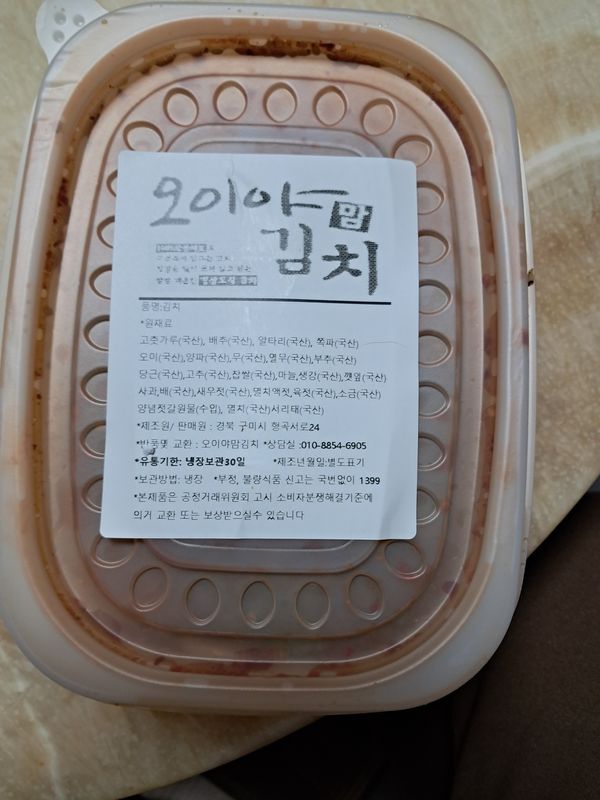 오이야
맘
김치
품명:김치
*원재료
고춧가루(국산), 배추(국산), 알타리(국산), 쪽파(국산)
오미(국산),양파(국산),무(국산),열무(국산),부추(국산)
당근(국산),고추(국산),찹쌀(국산),마늘,생강(국산),깻잎(국산)
사과,배(국산),새우젓(국산),멸치액젓,육젓(국산),소금(국산)
양념젓갈원물(수입), 멸치(국산)서리태(국산)
*제조원/ 판매원 : 경북 구미시 형곡서로24
*반품및 교환 : 오이야맘김치 *상담실 :010-8854-6905
*유통기한: 냉장보관30일 *제조년월일:별도표기
*보관방법: 냉장 *부정, 불량식품 신고는 국번없이 1399
*본제품은 공정거래위원회 고시 소비자분쟁해결기준에
의거 교환 또는 보상받으실수 있습니다